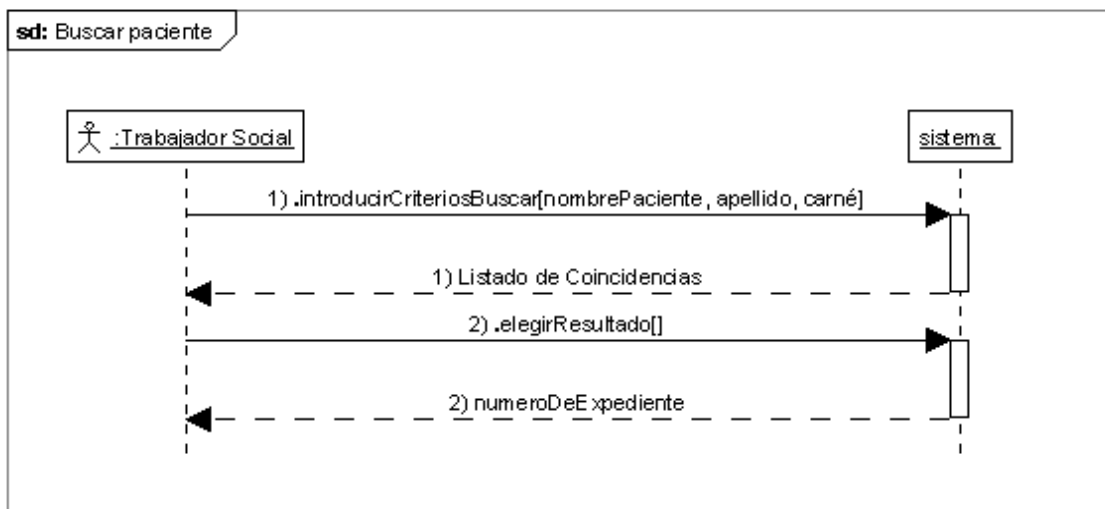 sd: Buscar paciente
:Trabajador Social
sistema:
1) .introducirCriteriosBuscar[nombrePaciente, apellido, carné]
1) Listado de Coincidencias
2) .elegirResultado[]
2) numeroDeExpediente